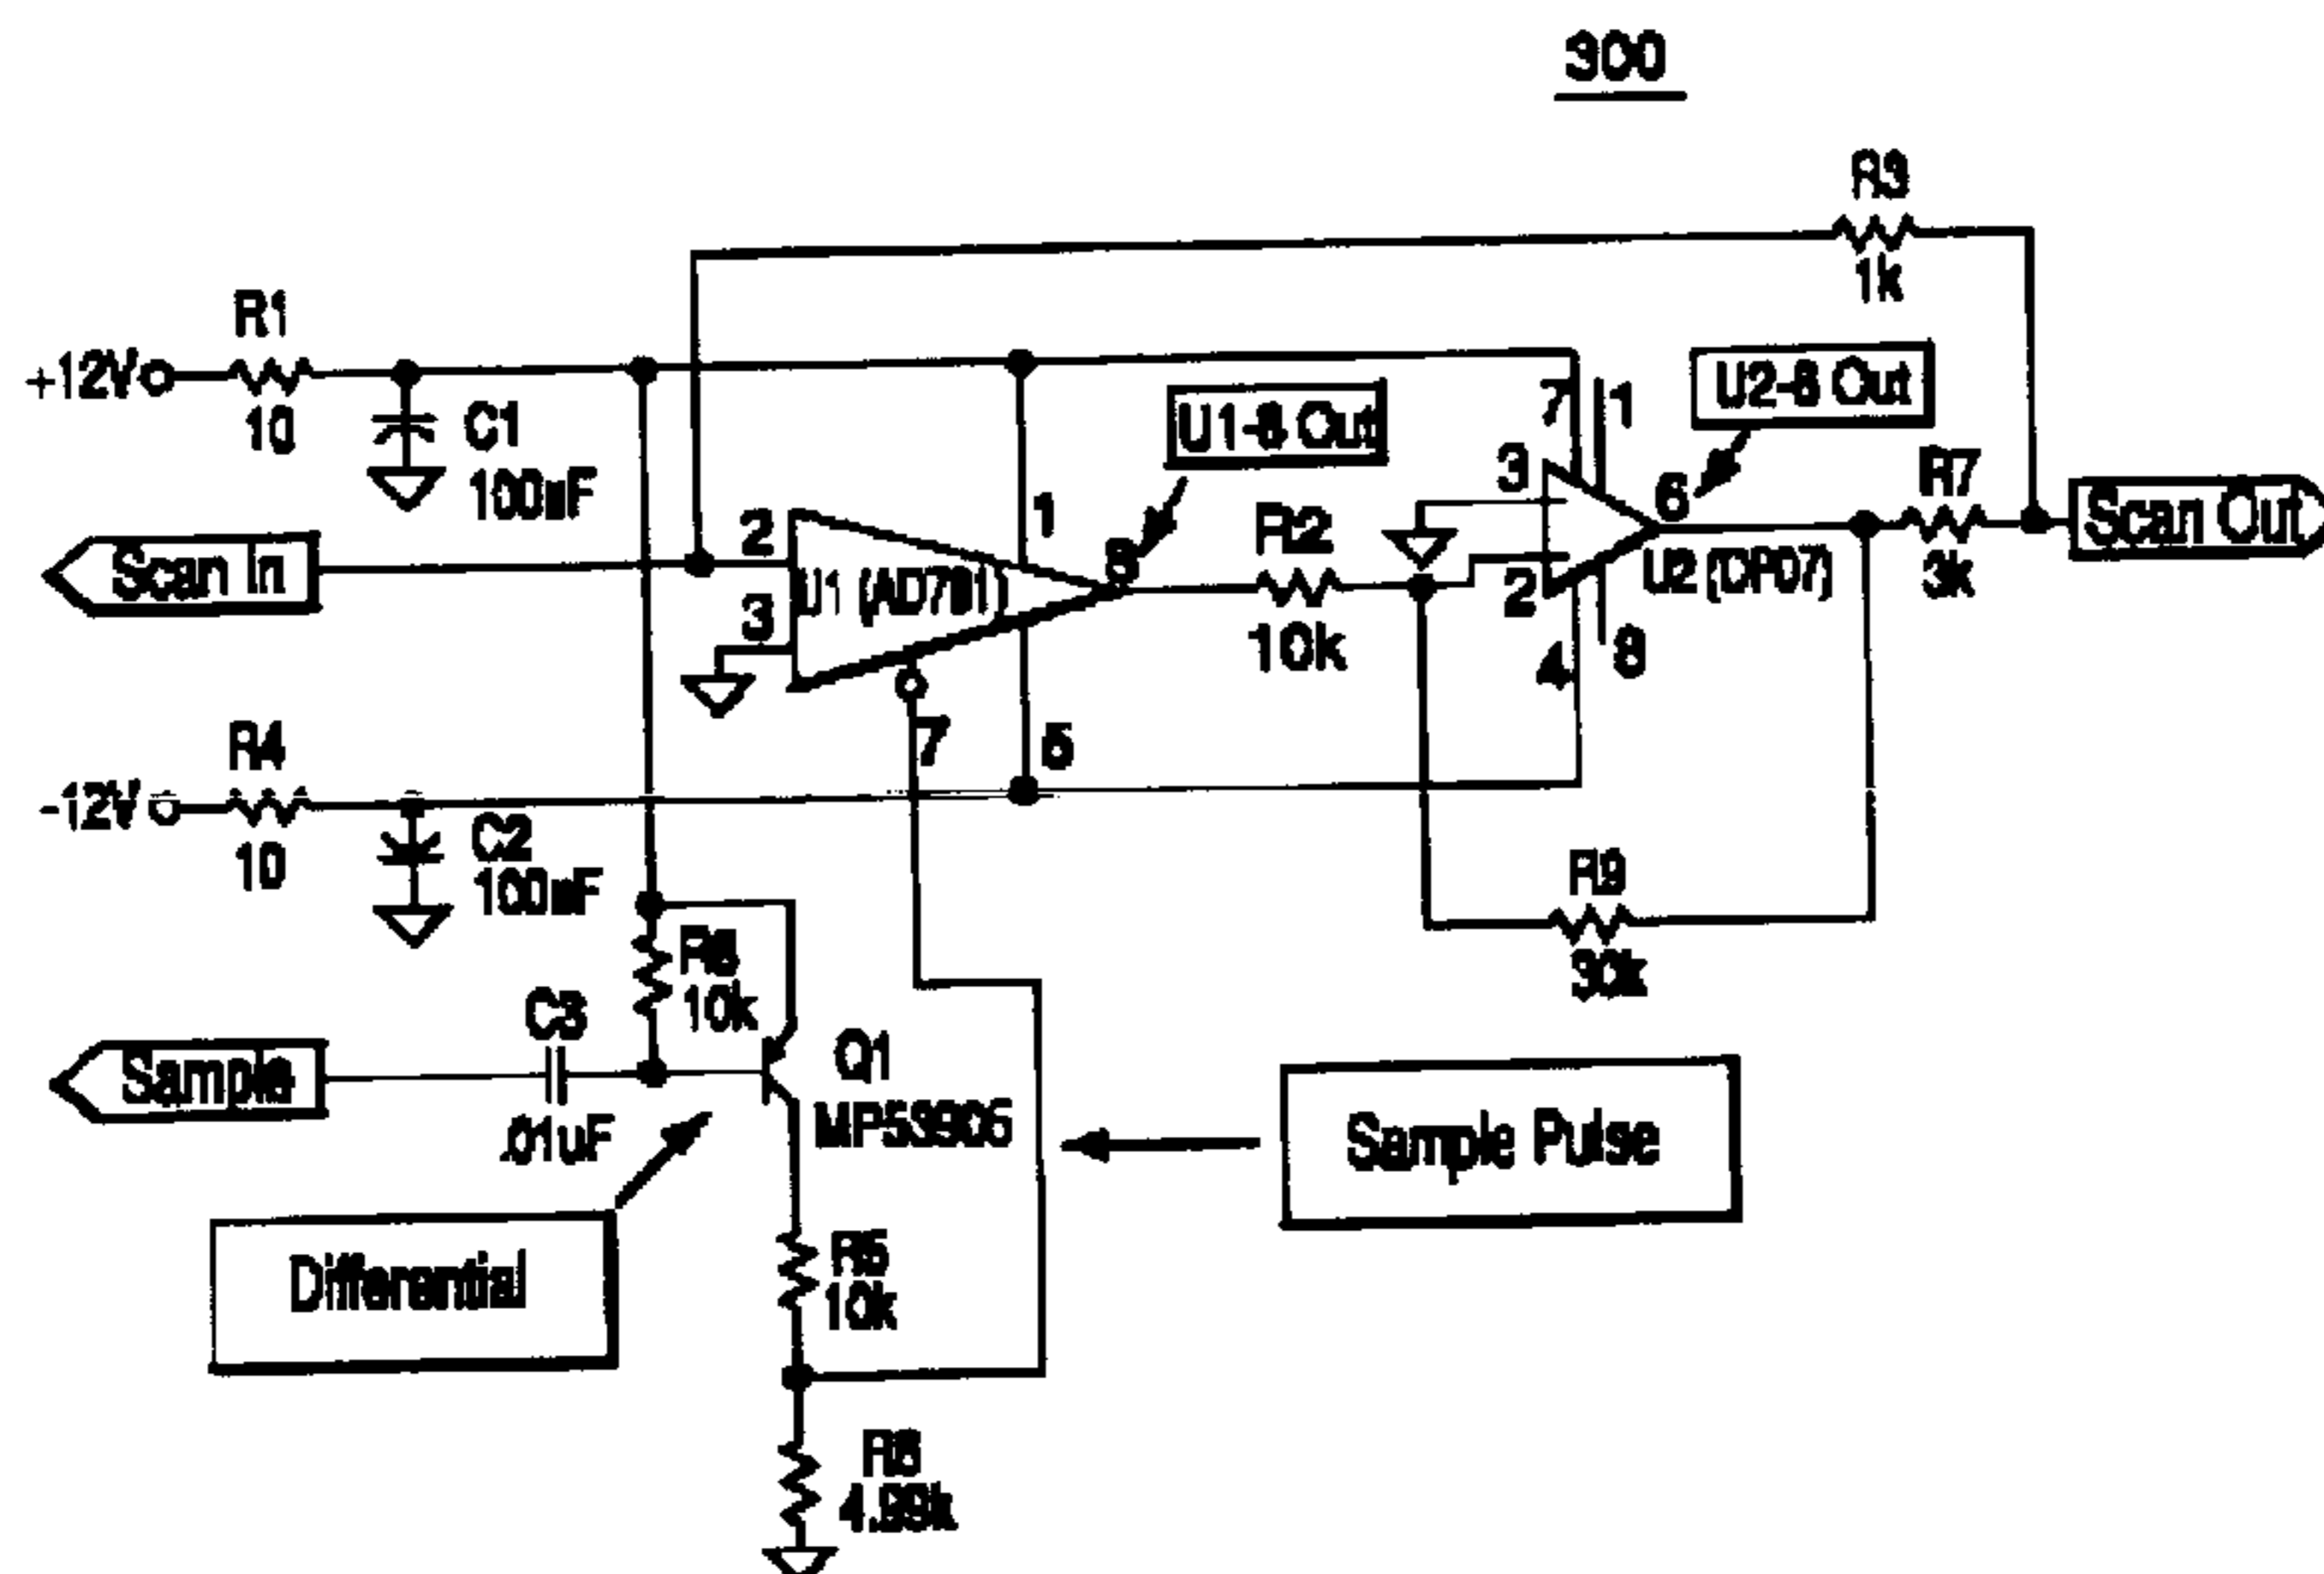 300
R3
1k
R1
+12V
10
C1
100uF
7
1
U2-6 Out
U1-8 Out
3
6
R7
Scan Out
3k
2
1
8
R2
10k
Scan In
U1 (AD781)
3
2
U2 (OP07)
4
8
R4
-12V
10
C2
100uF
7
5
R9
30k
10k
C3
.01uF
Sample
Q1
Sample Pulse
Differential
R5
10k
4.99k